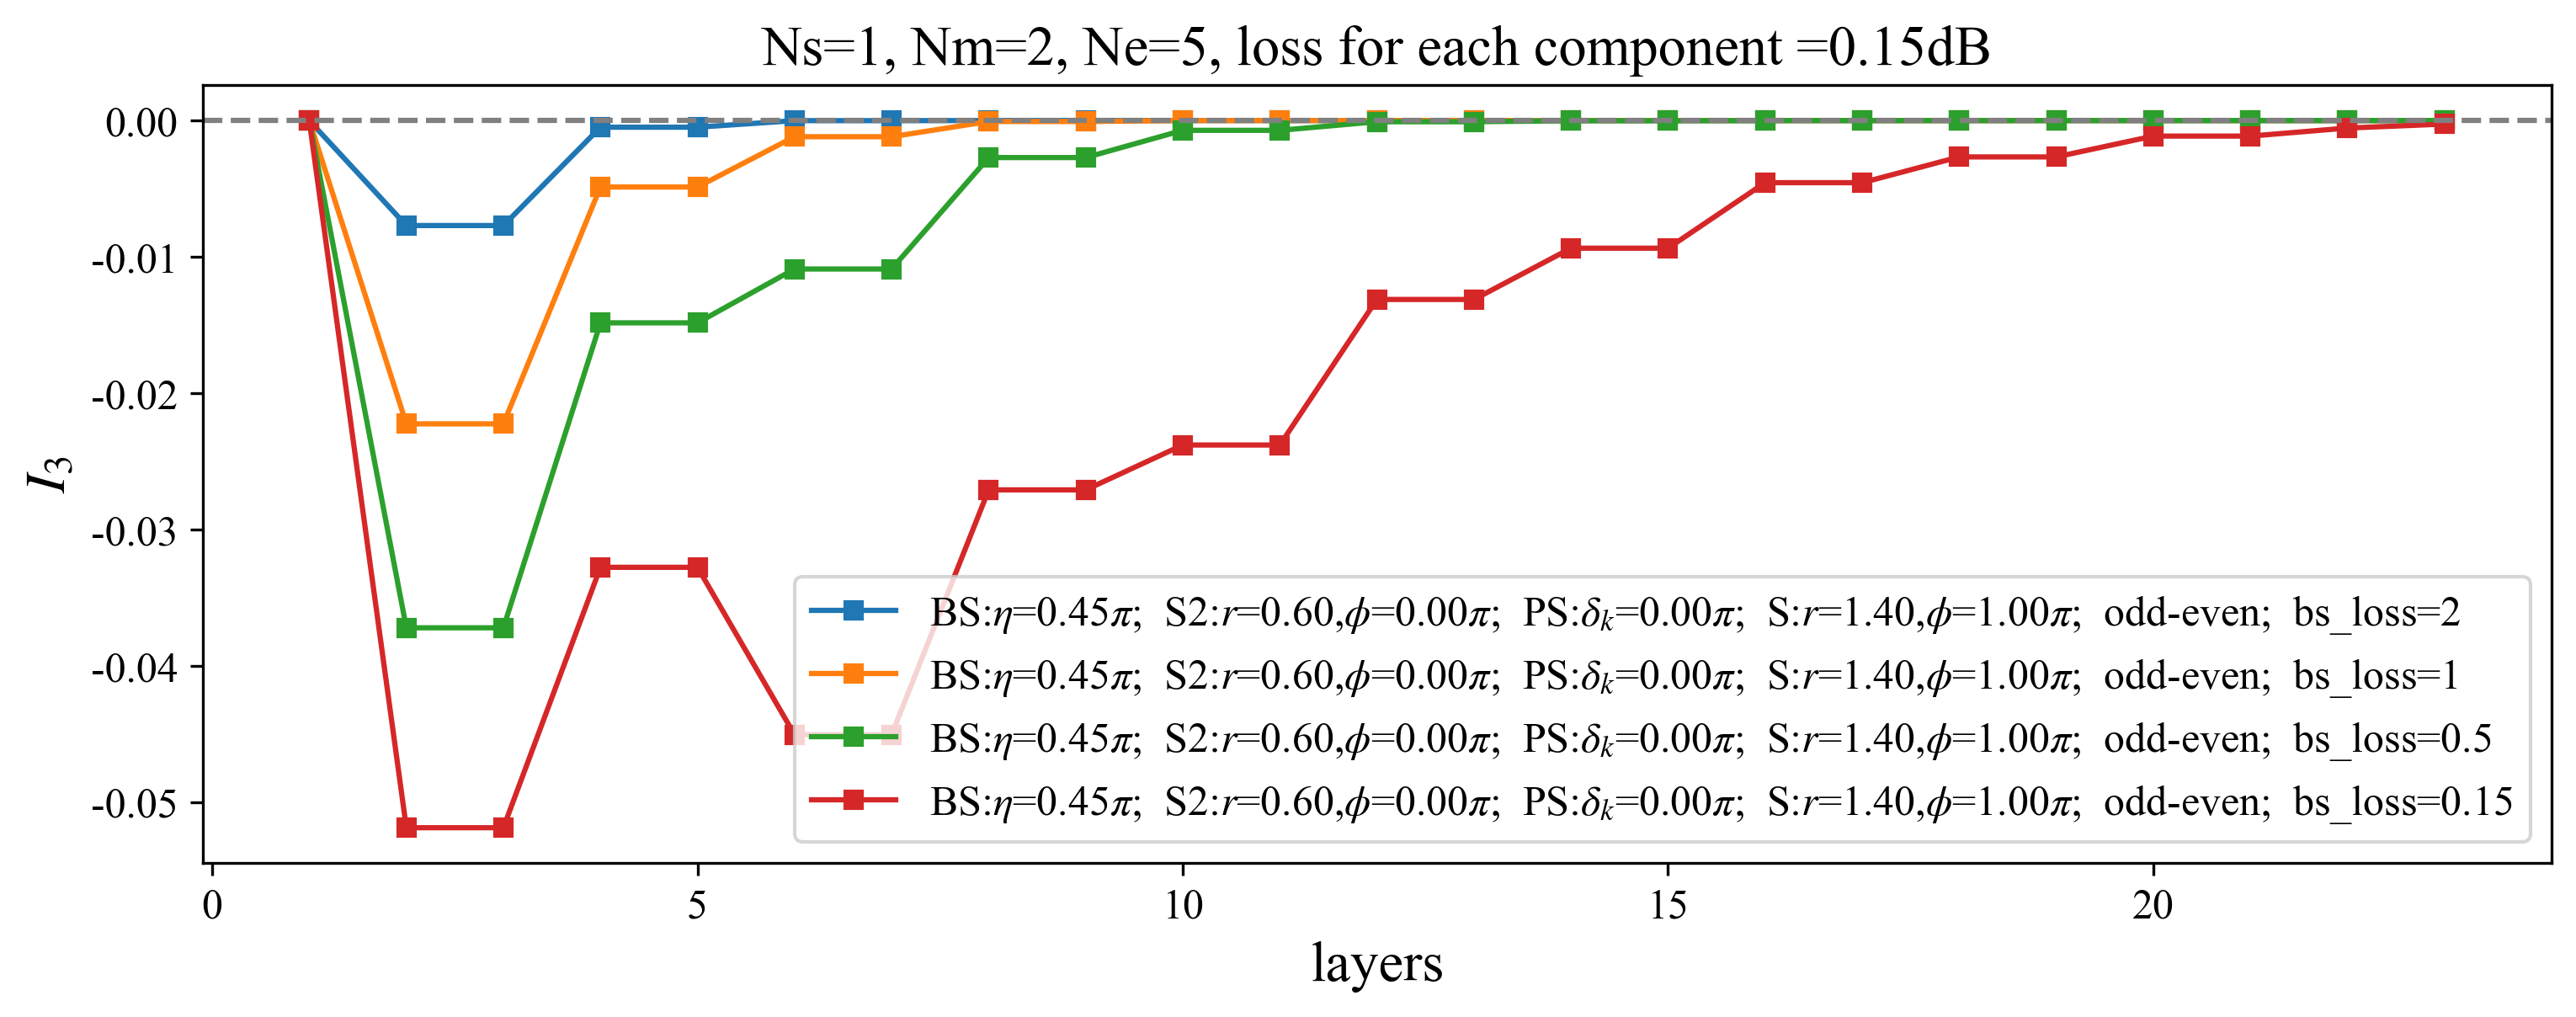 Ns=1, Nm=2, Ne=5, loss for each component =0.15dB
0.00
-0.01
-0.02
-0.03
-0.04
-0.05
I₃
BS:η=0.45π; S2:r=0.60,ϕ=0.00π; PS:δₖ=0.00π; S:r=1.40,ϕ=1.00π; odd-even; bs_loss=2
BS:η=0.45π; S2:r=0.60,ϕ=0.00π; PS:δₖ=0.00π; S:r=1.40,ϕ=1.00π; odd-even; bs_loss=1
BS:η=0.45π; S2:r=0.60,ϕ=0.00π; PS:δₖ=0.00π; S:r=1.40,ϕ=1.00π; odd-even; bs_loss=0.5
BS:η=0.45π; S2:r=0.60,ϕ=0.00π; PS:δₖ=0.00π; S:r=1.40,ϕ=1.00π; odd-even; bs_loss=0.15
0 5 10 15 20
layers